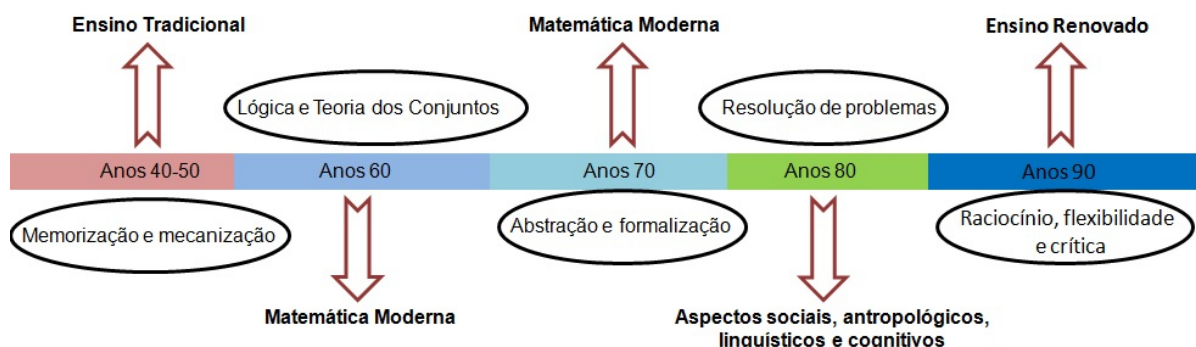 Ensino Tradicional
Matemática Moderna
Ensino Renovado
Lógica e Teoria dos Conjuntos
Resolução de problemas
Anos 40-50
Anos 60
Anos 70
Anos 80
Anos 90
Memorização e mecanização
Abstração e formalização
Raciocínio, flexibilidade
e crítica
Matemática Moderna
Aspectos sociais, antropológicos,
linguísticos e cognitivos